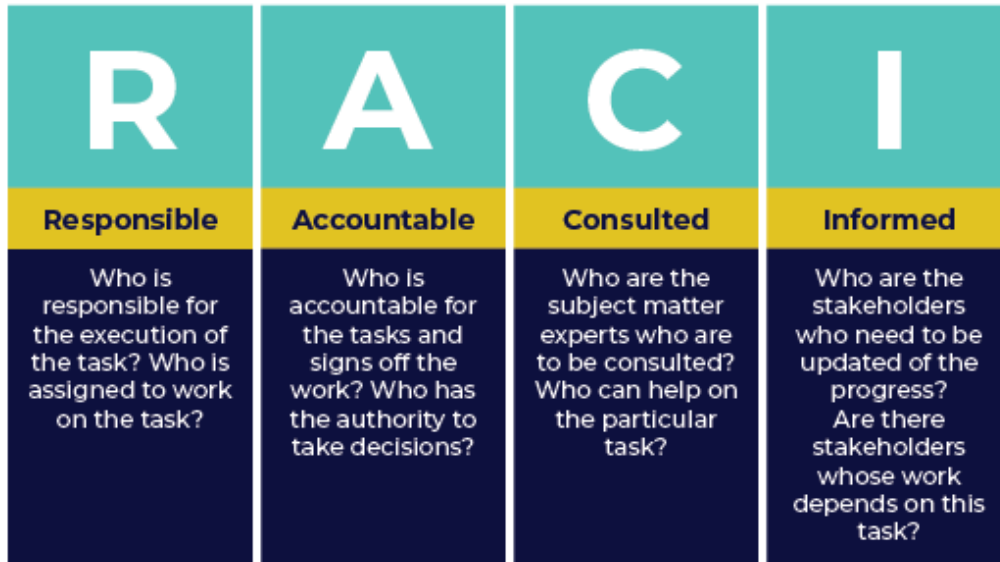 R
A
C
I
Responsible
Accountable
Consulted
Informed
Who is
responsible for
the execution of
the task? Who is
assigned to work
on the task?
Who is
accountable for
the tasks and
signs off the
work? Who has
the authority to
take decisions?
Who are the
subject matter
experts who are
to be consulted?
Who can help on
the particular
task?
Who are the
stakeholders
who need to be
updated of the
progress?
Are there
stakeholders
whose work
depends on this
task?